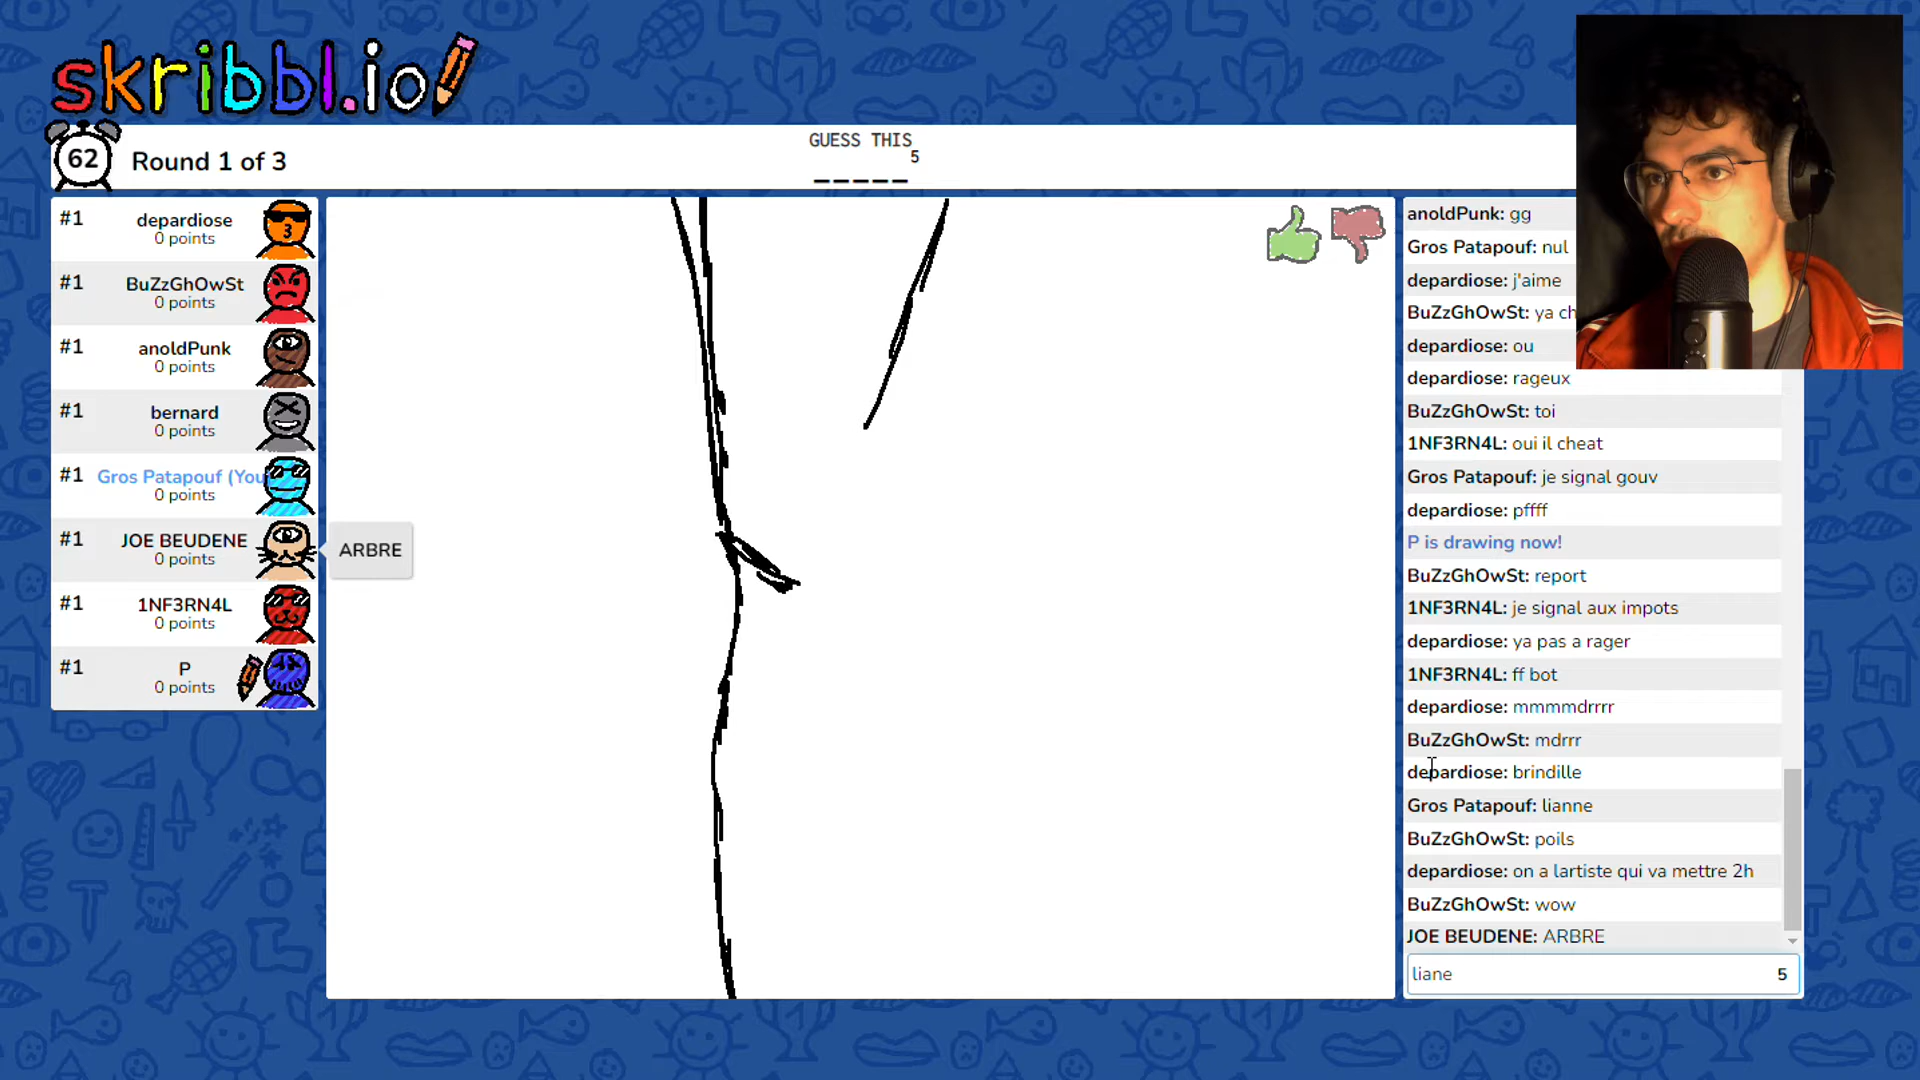 skribbl.io
62
Round 1 of 3
GUESS THIS
5
_____
#1 depardiose
0 points
#1 BuZzGhOwSt
0 points
#1 anoldPunk
0 points
#1 bernard
0 points
#1 Gros Patapouf (You
0 points
#1 JOE BEUDENE
0 points
ARBRE
#1 1NF3RN4L
0 points
#1 P
0 points
anoldPunk: gg
Gros Patapouf: nul
depardiose: j'aime
BuZzGhOwSt: ya ch
depardiose: ou
depardiose: rageux
BuZzGhOwSt: toi
1NF3RN4L: oui il cheat
Gros Patapouf: je signal gouv
depardiose: pffff
P is drawing now!
BuZzGhOwSt: report
1NF3RN4L: je signal aux impots
depardiose: ya pas a rager
1NF3RN4L: ff bot
depardiose: mmmmdrrrr
BuZzGhOwSt: mdrrr
depardiose: brindille
Gros Patapouf: lianne
BuZzGhOwSt: poils
depardiose: on a lartiste qui va mettre 2h
BuZzGhOwSt: wow
JOE BEUDENE: ARBRE
liane 5